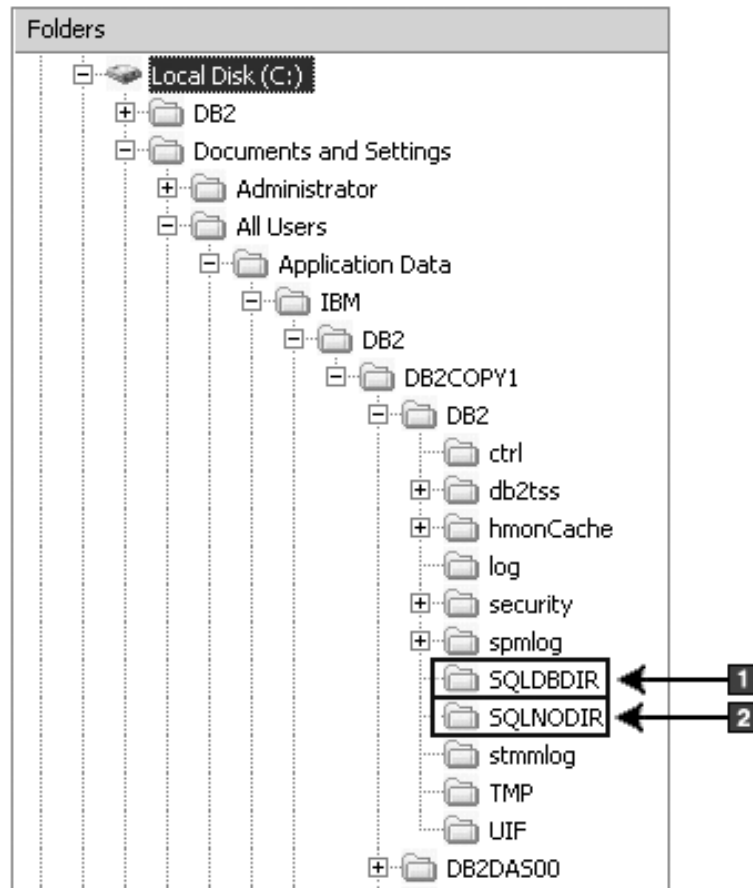 Folders
Local Disk (C:)
DB2
Documents and Settings
Administrator
All Users
Application Data
IBM
DB2
DB2COPY1
DB2
ctrl
db2tss
hmonCache
log
security
spmlog
SQLDBDIR 1
SQLNODIR 2
stmmlog
TMP
UIF
DB2DAS00